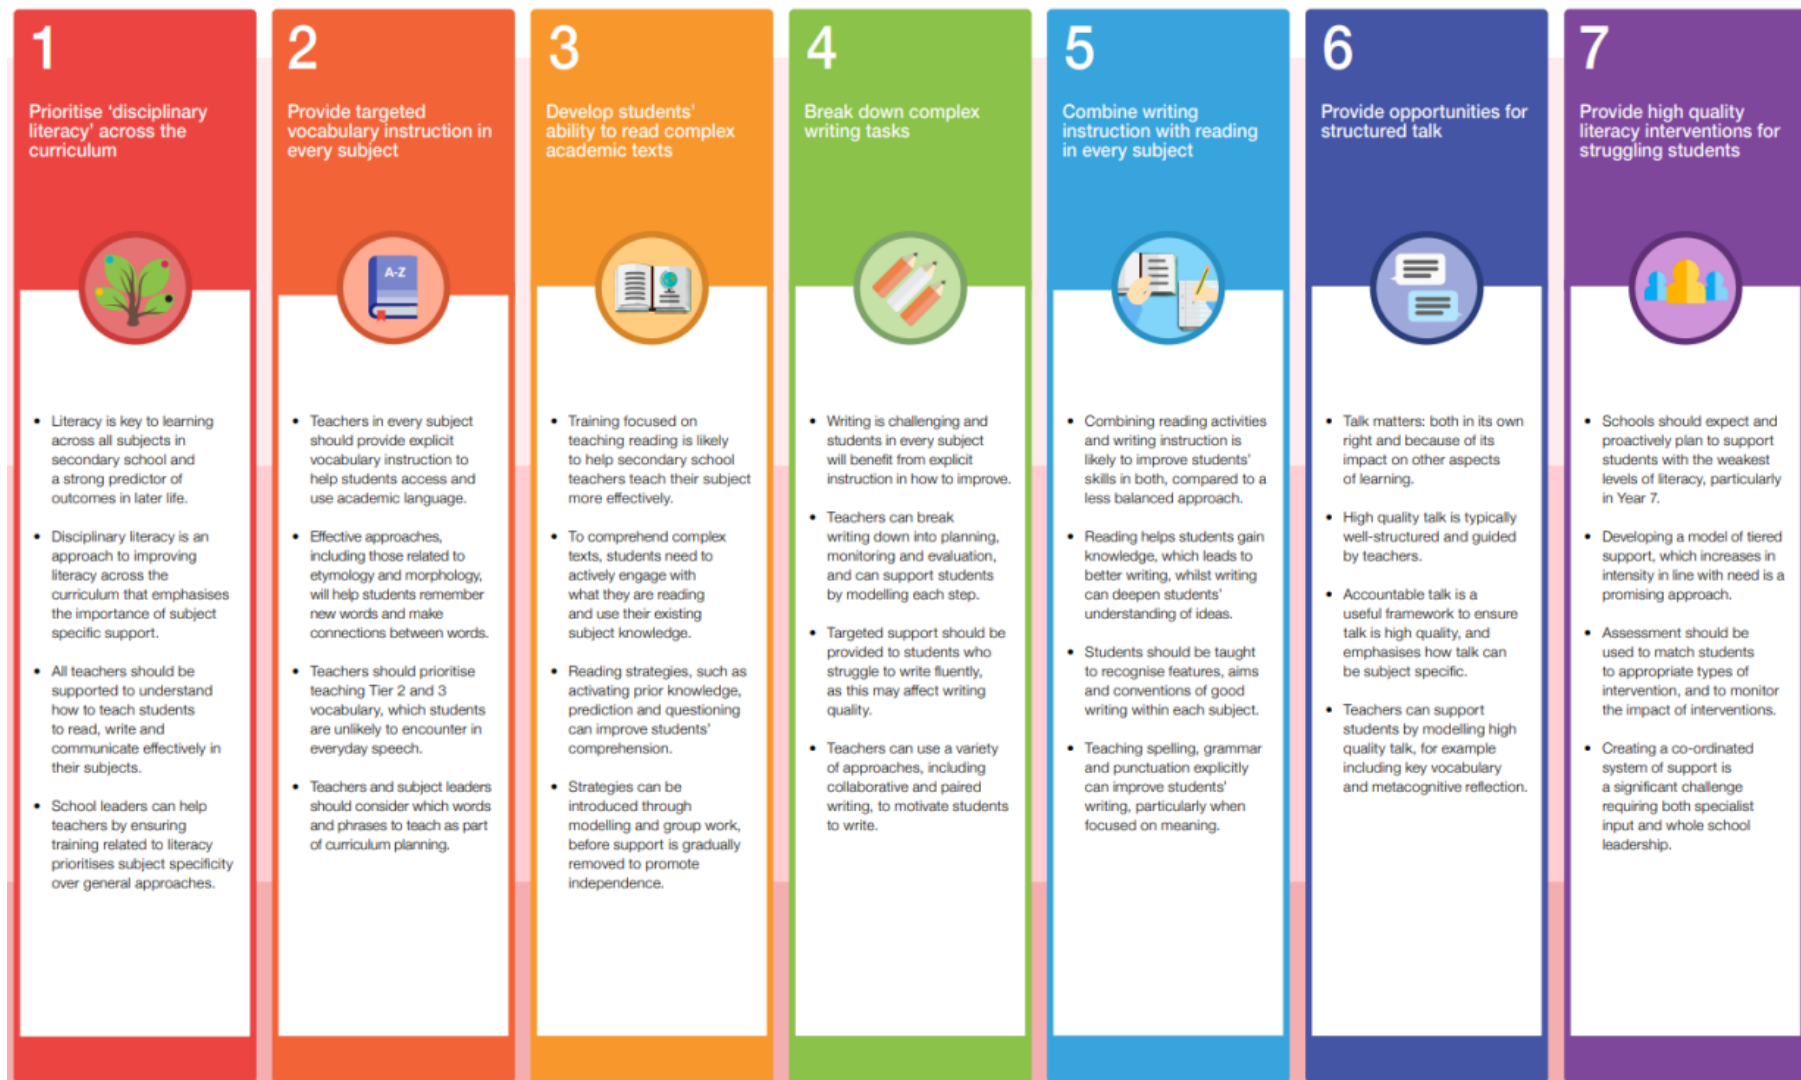 1
Prioritise ‘disciplinary
literacy’ across the
curriculum
• Literacy is key to learning
across all subjects in
secondary school and
a strong predictor of
outcomes in later life.
• Disciplinary literacy is an
approach to improving
literacy across the
curriculum that emphasises
the importance of subject
specific support.
• All teachers should be
supported to understand
how to teach students
to read, write and
communicate effectively in
their subjects.
• School leaders can help
teachers by ensuring
training related to literacy
prioritises subject specificity
over general approaches.
2
Provide targeted
vocabulary instruction in
every subject
A-Z
• Teachers in every subject
should provide explicit
vocabulary instruction to
help students access and
use academic language.
• Effective approaches,
including those related to
etymology and morphology,
will help students remember
new words and make
connections between words.
• Teachers should prioritise
teaching Tier 2 and 3
vocabulary, which students
are unlikely to encounter in
everyday speech.
• Teachers and subject leaders
should consider which words
and phrases to teach as part
of curriculum planning.
3
Develop students’
ability to read complex
academic texts
• Training focused on
teaching reading is likely
to help secondary school
teachers teach their subject
more effectively.
• To comprehend complex
texts, students need to
actively engage with
what they are reading
and use their existing
subject knowledge.
• Reading strategies, such as
activating prior knowledge,
prediction and questioning
can improve students’
comprehension.
• Strategies can be
introduced through
modelling and group work,
before support is gradually
removed to promote
independence.
4
Break down complex
writing tasks
• Writing is challenging and
students in every subject
will benefit from explicit
instruction in how to improve.
• Teachers can break
writing down into planning,
monitoring and evaluation,
and can support students
by modelling each step.
• Targeted support should be
provided to students who
struggle to write fluently,
as this may affect writing
quality.
• Teachers can use a variety
of approaches, including
collaborative and paired
writing, to motivate students
to write.
5
Combine writing
instruction with reading
in every subject
• Combining reading activities
and writing instruction is
likely to improve students’
skills in both, compared to a
less balanced approach.
• Reading helps students gain
knowledge, which leads to
better writing, whilst writing
can deepen students’
understanding of ideas.
• Students should be taught
to recognise features, aims
and conventions of good
writing within each subject.
• Teaching spelling, grammar
and punctuation explicitly
can improve students’
writing, particularly when
focused on meaning.
6
Provide opportunities for
structured talk
• Talk matters: both in its own
right and because of its
impact on other aspects
of learning.
• High quality talk is typically
well-structured and guided
by teachers.
• Accountable talk is a
useful framework to ensure
talk is high quality, and
emphasises how talk can
be subject specific.
• Teachers can support
students by modelling high
quality talk, for example
including key vocabulary
and metacognitive reflection.
7
Provide high quality
literacy interventions for
struggling students
• Schools should expect and
proactively plan to support
students with the weakest
levels of literacy, particularly
in Year 7.
• Developing a model of tiered
support, which increases in
intensity in line with need is a
promising approach.
• Assessment should be
used to match students
to appropriate types of
intervention, and to monitor
the impact of interventions.
• Creating a co-ordinated
system of support is
a significant challenge
requiring both specialist
input and whole school
leadership.